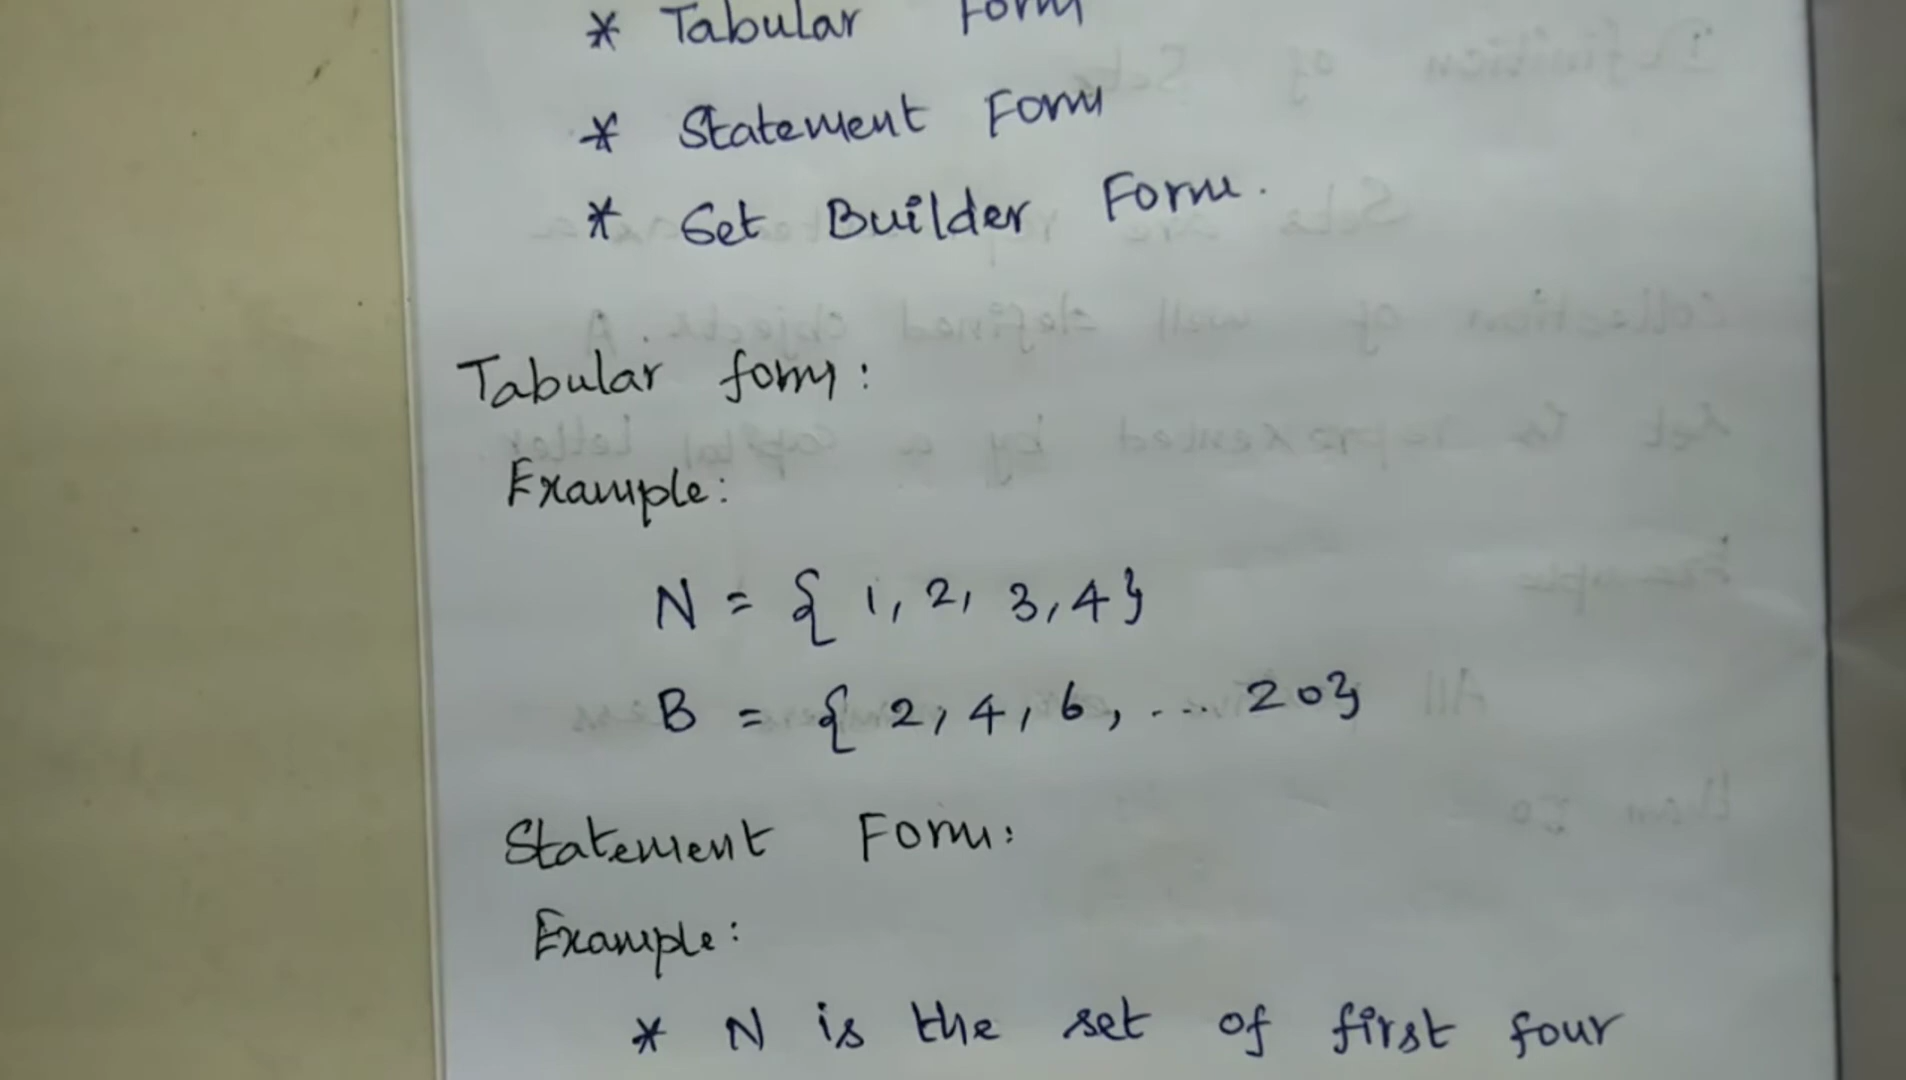 * Tabular Form
* Statement Form
* Set Builder Form.
Tabular form:
Example:
N = { 1, 2, 3, 4}
B = { 2, 4, 6, .... 20}
Statement Form:
Example:
* N is the set of first four